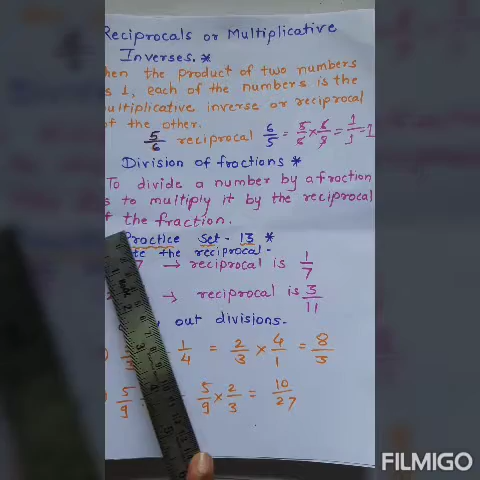 Reciprocals or Multiplicative
Inverses.*
hen the product of two numbers
s 1, each of the numbers is the
ultiplicative inverse or reciprocal
f the other.
5/6 reciprocal 6/5 = 5/6 × 6/5 = 1/1 = 1
Division of fractions *
To divide a number by a fraction
s to multiply it by the reciprocal
f the fraction.
Practice Set - 13 *
te the reciprocal -
7 → reciprocal is 1/7
→ reciprocal is 3/11
out divisions.
1/4 = 2/3 × 4/1 = 8/3
5/9 5/9 × 2/3 = 10/27
FILMIGO